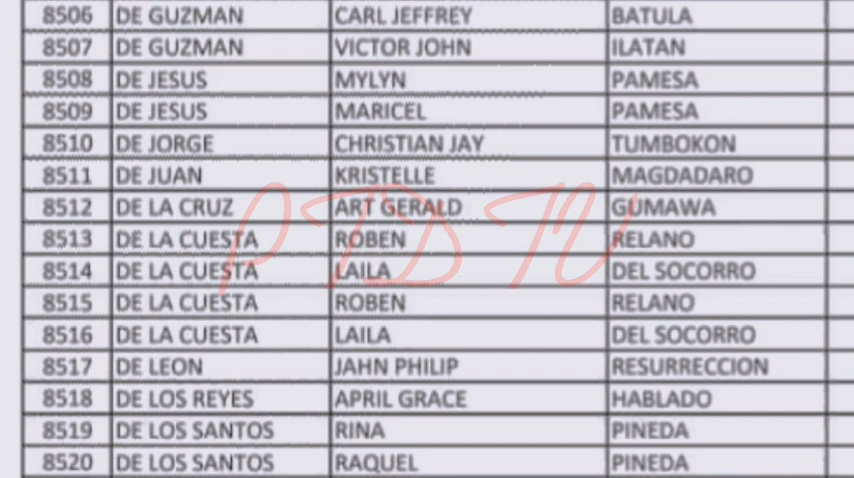 8506 DE GUZMAN CARL JEFFREY BATULA
8507 DE GUZMAN VICTOR JOHN ILATAN
8508 DE JESUS MYLYN PAMESA
8509 DE JESUS MARICEL PAMESA
8510 DE JORGE CHRISTIAN JAY TUMBOKON
8511 DE JUAN KRISTELLE MAGDADARO
8512 DE LA CRUZ ART GERALD GUMAWA
8513 DE LA CUESTA ROBEN RELANO
8514 DE LA CUESTA LAILA DEL SOCORRO
8515 DE LA CUESTA ROBEN RELANO
8516 DE LA CUESTA LAILA DEL SOCORRO
8517 DE LEON JAHN PHILIP RESURRECCION
8518 DE LOS REYES APRIL GRACE HABLADO
8519 DE LOS SANTOS RINA PINEDA
8520 DE LOS SANTOS RAQUEL PINEDA
PTD TV